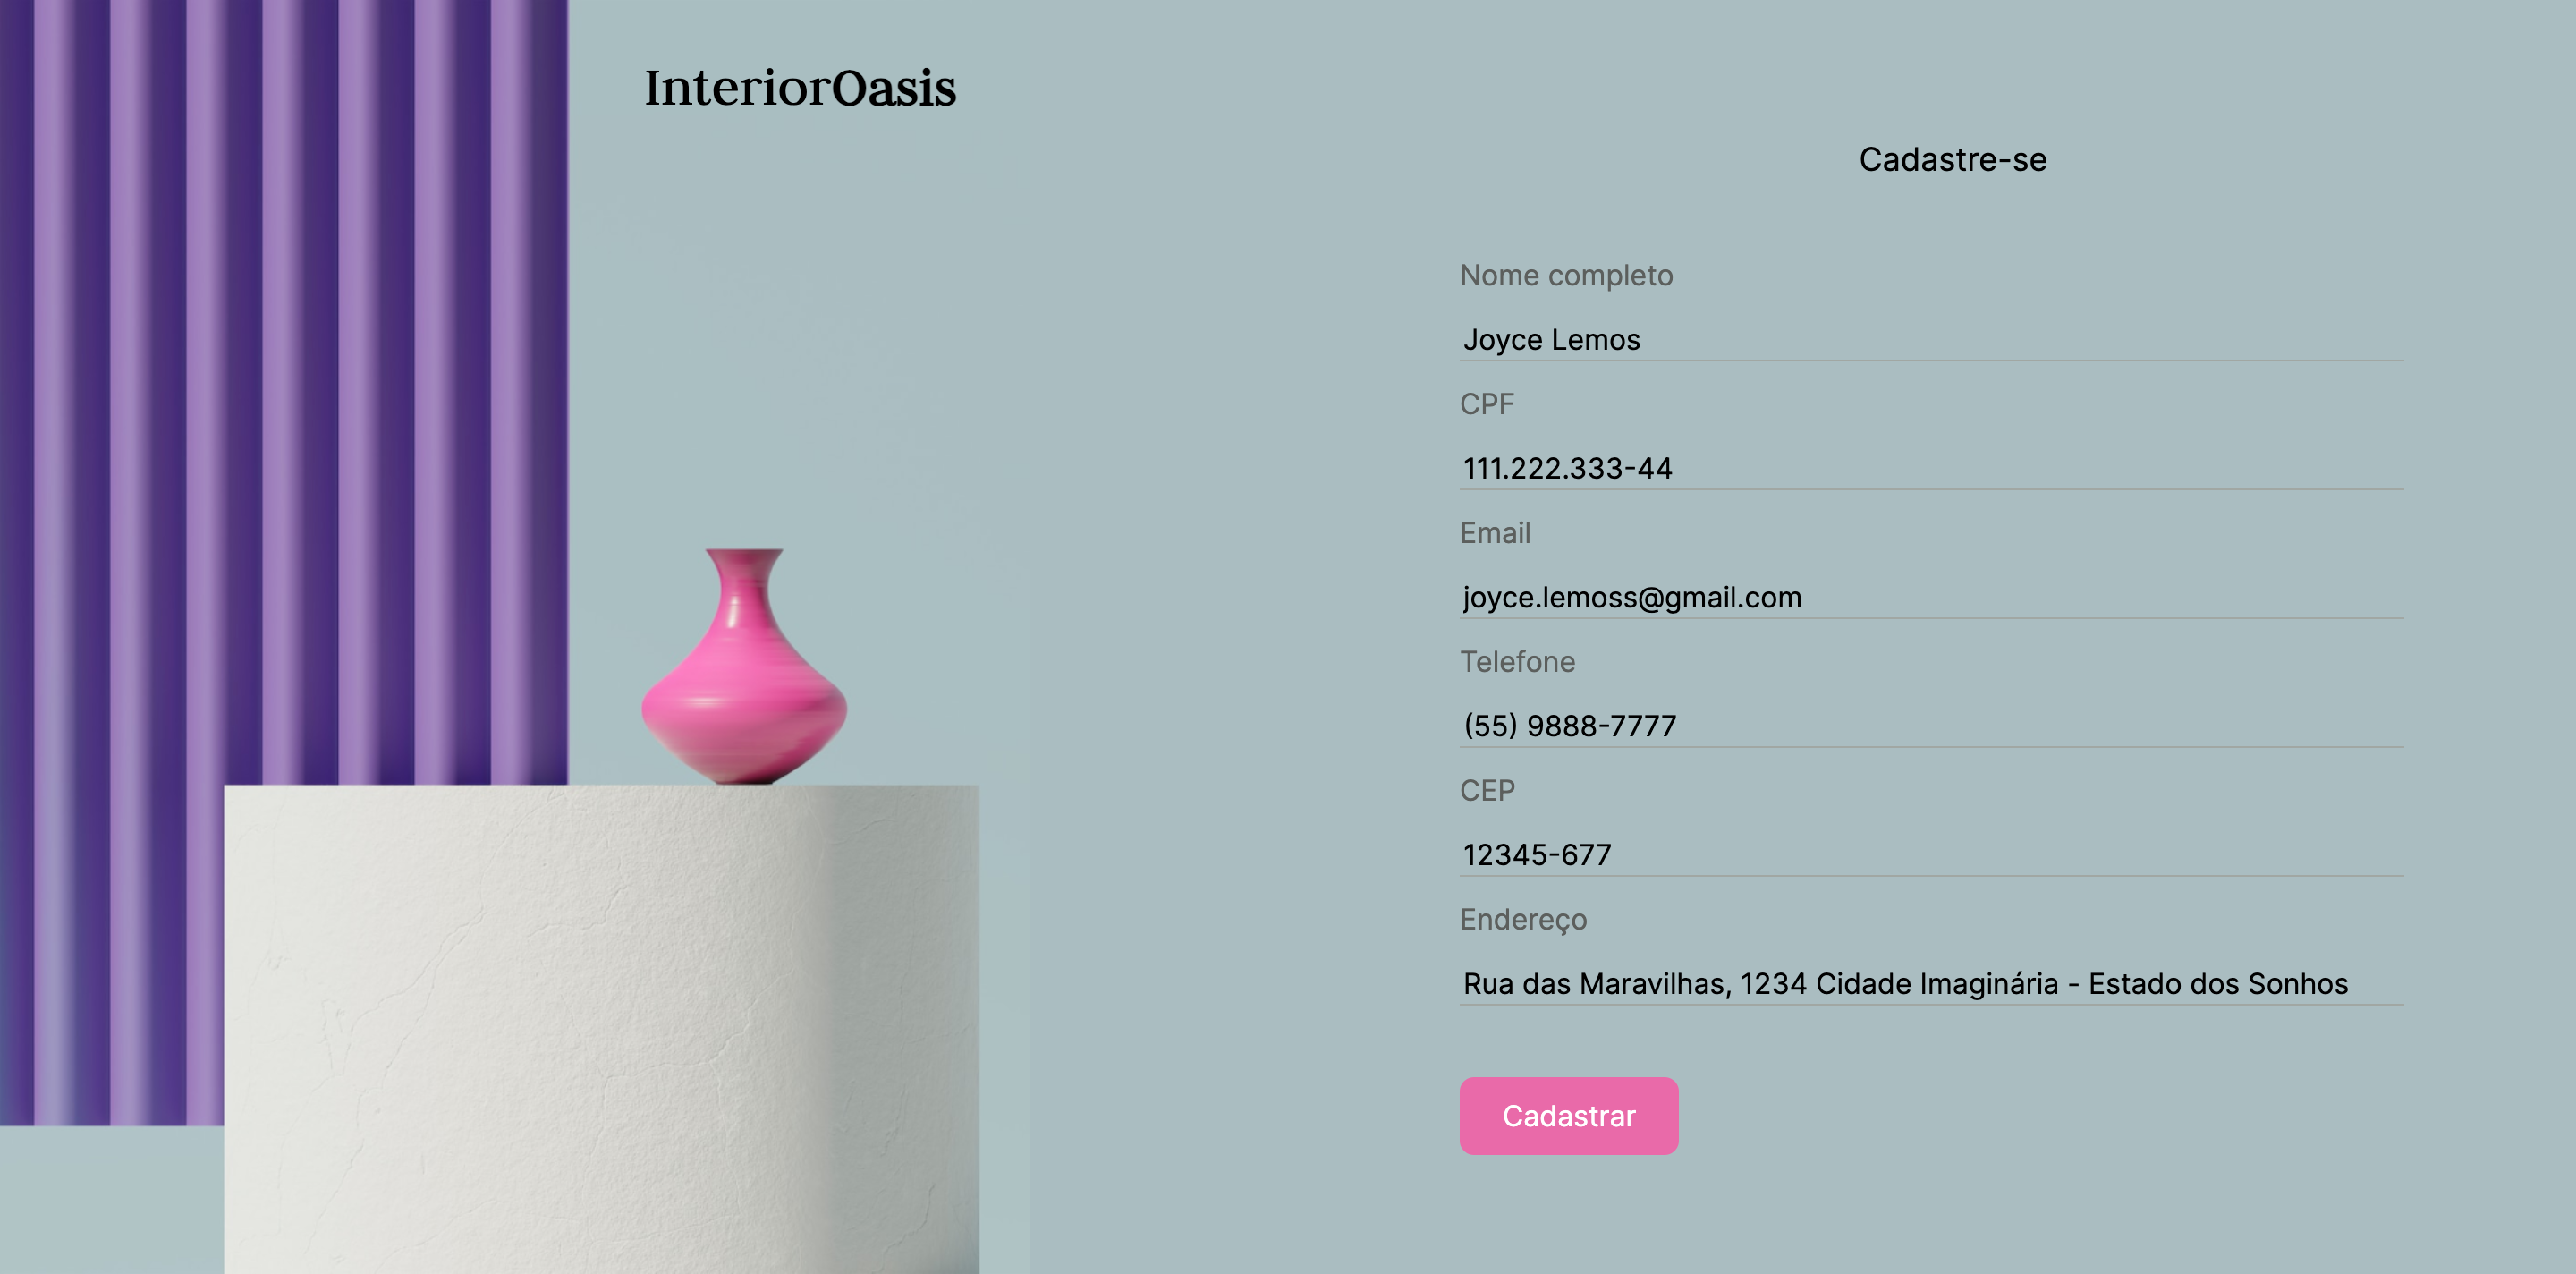 InteriorOasis
Cadastre-se
Nome completo
Joyce Lemos
CPF
111.222.333-44
Email
joyce.lemoss@gmail.com
Telefone
(55) 9888-7777
CEP
12345-677
Endereço
Rua das Maravilhas, 1234 Cidade Imaginária - Estado dos Sonhos
Cadastrar